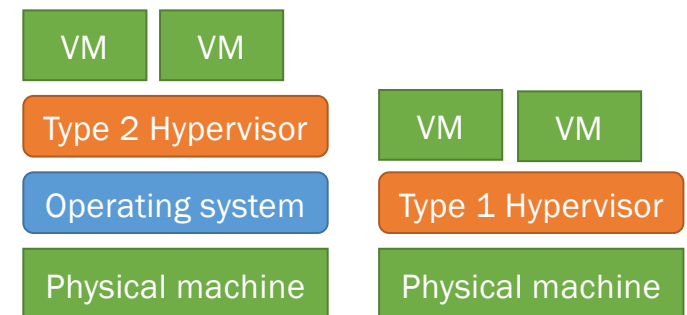 VM
VM
Type 2 Hypervisor
Operating system
Physical machine
VM
VM
Type 1 Hypervisor
Physical machine